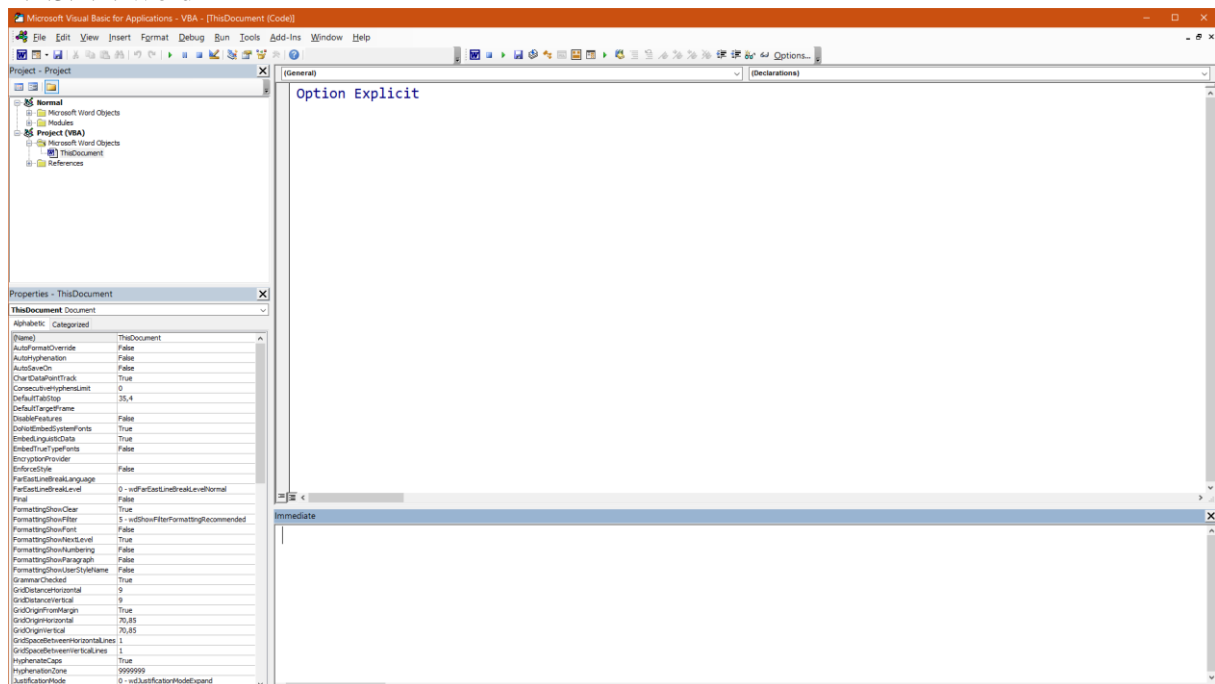 Microsoft Visual Basic for Applications - VBA - [ThisDocument (Code)]
File Edit View Insert Format Debug Run Tools Add-Ins Window Help
Options...
Project - Project
(General)
(Declarations)
Normal
Microsoft Word Objects
Modules
Project (VBA)
Microsoft Word Objects
ThisDocument
References
Option Explicit
Properties - ThisDocument
ThisDocument Document
Alphabetic Categorized
(Name) ThisDocument
AutoFormatOverride False
AutoHyphenation False
AutoSaveOn False
ChartDataPointTrack True
ConsecutiveHyphensLimit 0
DefaultTabStop 35,4
DefaultTargetFrame
DisableFeatures False
DoNotEmbedSystemFonts True
EmbedLinguisticData True
EmbedTrueTypeFonts False
EncryptionProvider
EnforceStyle False
FarEastLineBreakLanguage
FarEastLineBreakLevel 0 - wdFarEastLineBreakLevelNormal
Final False
FormattingShowClear True
FormattingShowFilter 5 - wdShowFilterFormattingRecommended
FormattingShowFont False
FormattingShowNextLevel True
FormattingShowNumbering False
FormattingShowParagraph False
FormattingShowUserStyleName False
GrammarChecked True
GridDistanceHorizontal 9
GridDistanceVertical 9
GridOriginFromMargin True
GridOriginHorizontal 70,85
GridOriginVertical 70,85
GridSpaceBetweenHorizontalLines 1
GridSpaceBetweenVerticalLines 1
HyphenateCaps True
HyphenationZone 9999999
JustificationMode 0 - wdJustificationModeExpand
Immediate